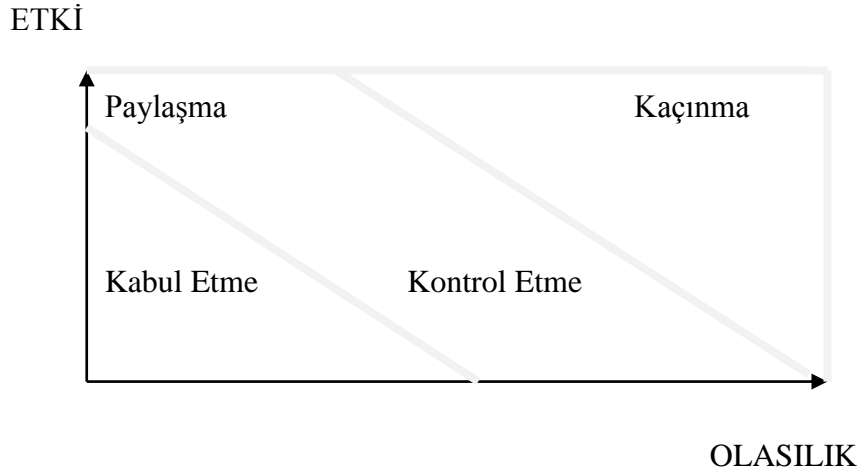 ETKİ
Paylaşma
Kaçınma
Kabul Etme
Kontrol Etme
OLASILIK